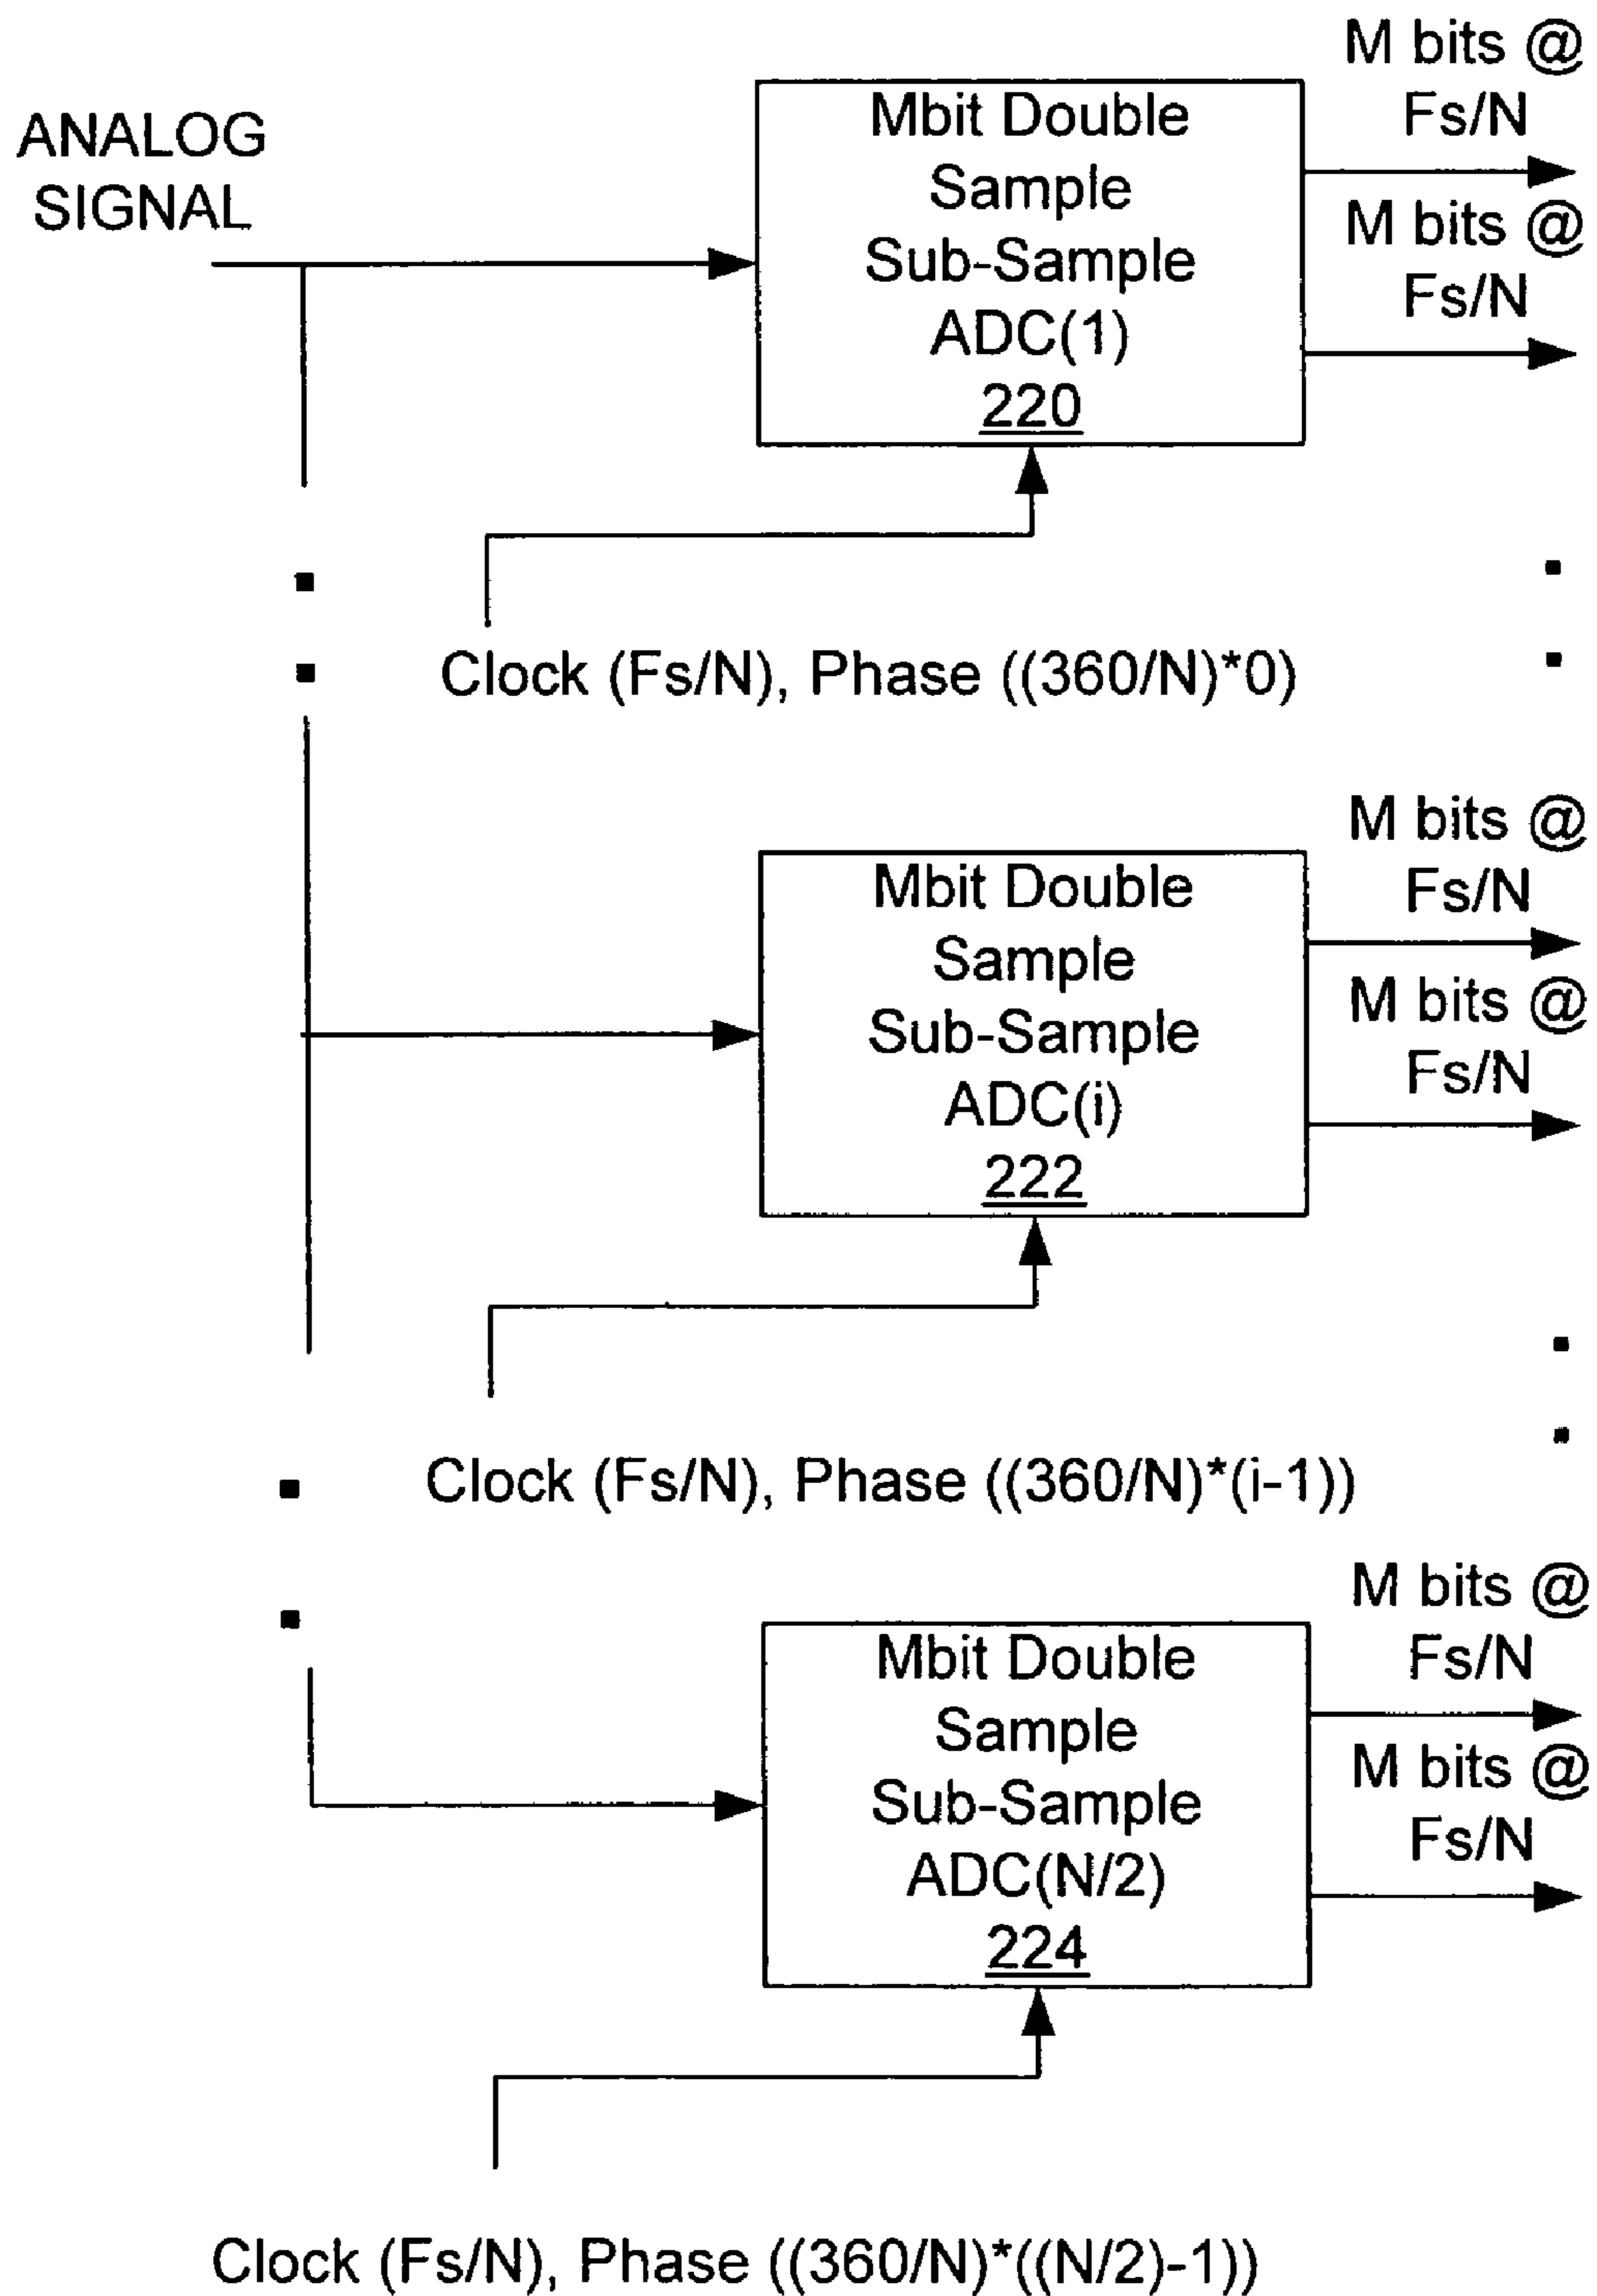 M bits @
Fs/N
ANALOG
SIGNAL
Mbit Double
Sample
Sub-Sample
ADC(1)
220
M bits @
Fs/N
Clock (Fs/N), Phase ((360/N)*0)
M bits @
Fs/N
Mbit Double
Sample
Sub-Sample
ADC(i)
222
M bits @
Fs/N
Clock (Fs/N), Phase ((360/N)*(i-1))
M bits @
Fs/N
Mbit Double
Sample
Sub-Sample
ADC(N/2)
224
M bits @
Fs/N
Clock (Fs/N), Phase ((360/N)*((N/2)-1))